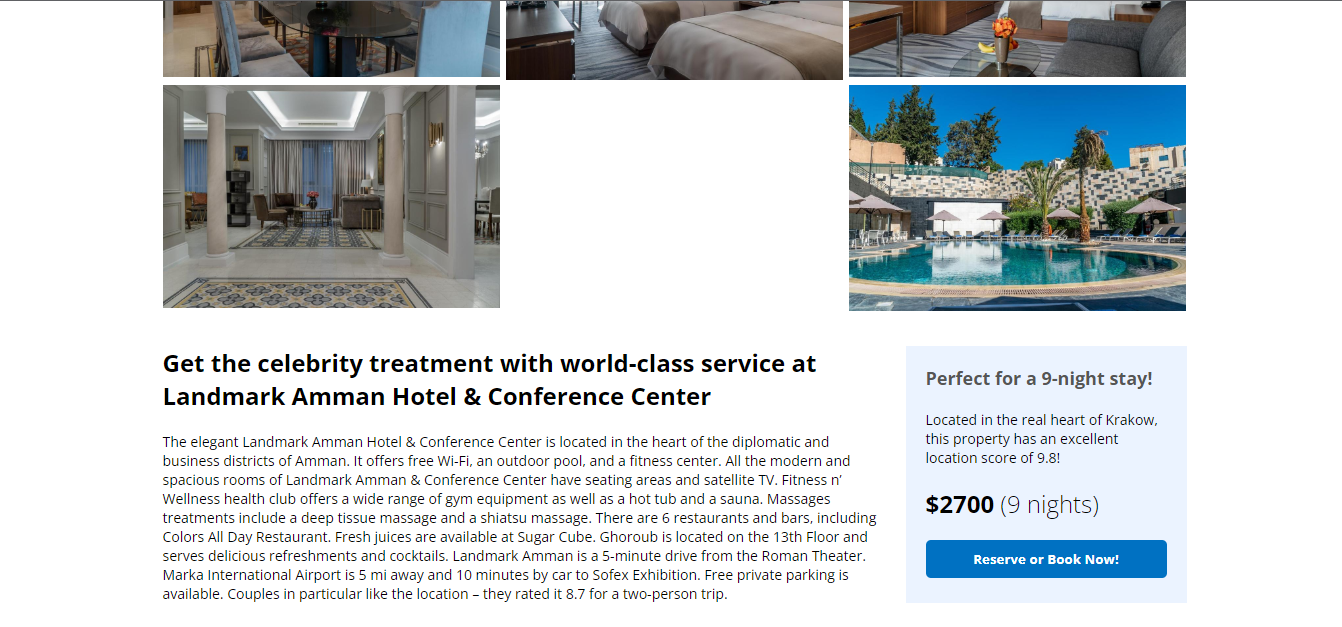 Get the celebrity treatment with world-class service at
Landmark Amman Hotel & Conference Center
The elegant Landmark Amman Hotel & Conference Center is located in the heart of the diplomatic and
business districts of Amman. It offers free Wi-Fi, an outdoor pool, and a fitness center. All the modern and
spacious rooms of Landmark Amman & Conference Center have seating areas and satellite TV. Fitness n’
Wellness health club offers a wide range of gym equipment as well as a hot tub and a sauna. Massages
treatments include a deep tissue massage and a shiatsu massage. There are 6 restaurants and bars, including
Colors All Day Restaurant. Fresh juices are available at Sugar Cube. Ghoroub is located on the 13th Floor and
serves delicious refreshments and cocktails. Landmark Amman is a 5-minute drive from the Roman Theater.
Marka International Airport is 5 mi away and 10 minutes by car to Sofex Exhibition. Free private parking is
available. Couples in particular like the location – they rated it 8.7 for a two-person trip.
Perfect for a 9-night stay!
Located in the real heart of Krakow,
this property has an excellent
location score of 9.8!
$2700 (9 nights)
Reserve or Book Now!